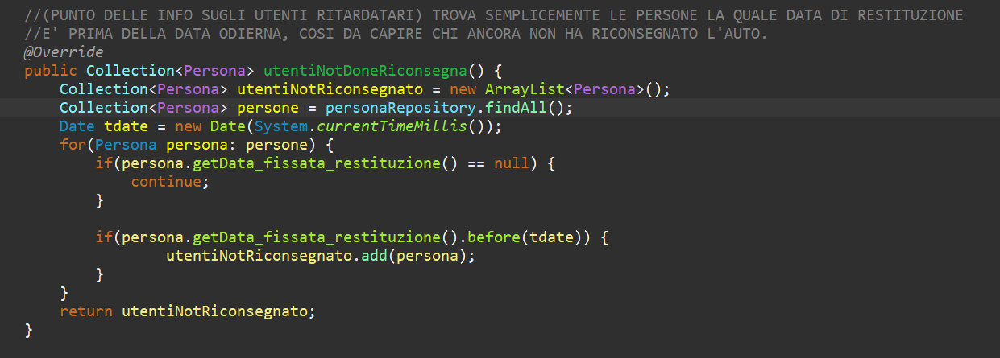 //(PUNTO DELLE INFO SUGLI UTENTI RITARDATARI) TROVA SEMPLICEMENTE LE PERSONE LA QUALE DATA DI RESTITUZIONE
//E' PRIMA DELLA DATA ODIERNA, COSI DA CAPIRE CHI ANCORA NON HA RICONSEGNATO L'AUTO.
@Override
public Collection<Persona> utentiNotDoneRiconsegna() {
    Collection<Persona> utentiNotRiconsegnato = new ArrayList<Persona>();
    Collection<Persona> persone = personaRepository.findAll();
    Date tdate = new Date(System.currentTimeMillis());
    for(Persona persona: persone) {
        if(persona.getData_fissata_restituzione() == null) {
            continue;
        }

        if(persona.getData_fissata_restituzione().before(tdate)) {
                utentiNotRiconsegnato.add(persona);
        }
    }
    return utentiNotRiconsegnato;
}